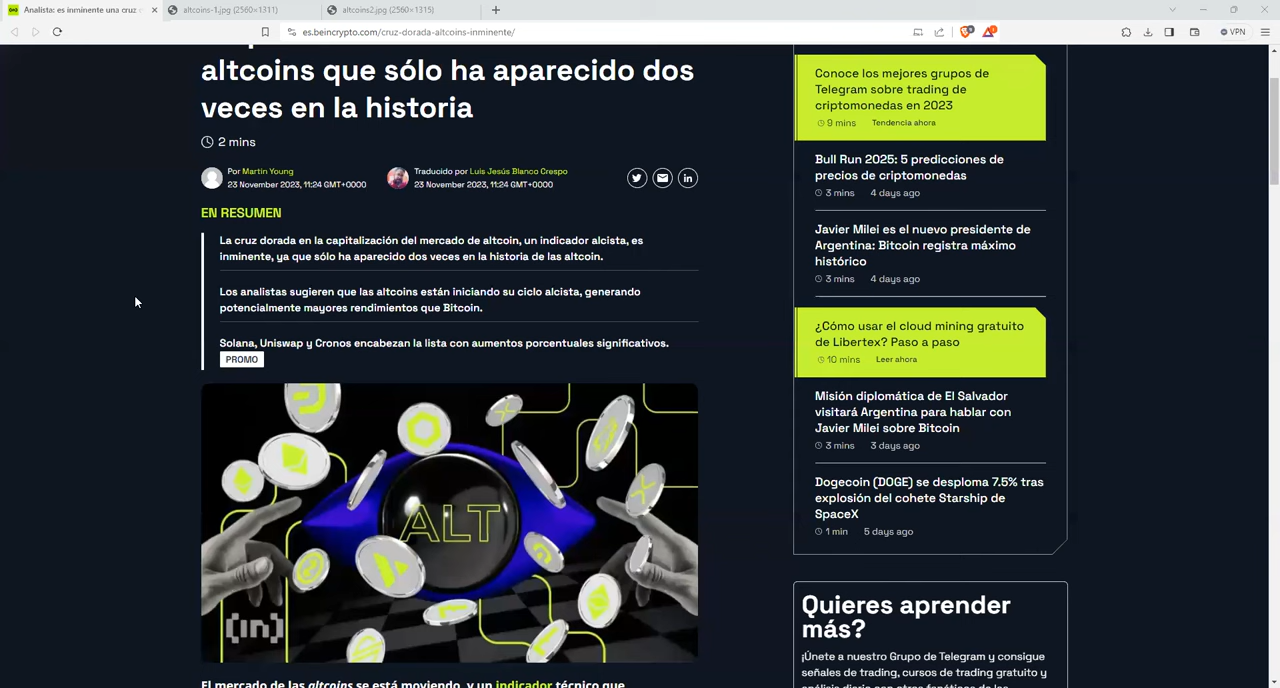 Analista: es inminente una cruz
altcoins-1.jpg (2560×1311)
altcoins2.jpg (2560×1315)
es.beincrypto.com/cruz-dorada-altcoins-inminente/
VPN
altcoins que sólo ha aparecido dos
veces en la historia
2 mins
Por Martin Young
23 November 2023, 11:24 GMT+0000
Traducido por Luis Jesús Blanco Crespo
23 November 2023, 11:24 GMT+0000
EN RESUMEN
La cruz dorada en la capitalización del mercado de altcoin, un indicador alcista, es
inminente, ya que sólo ha aparecido dos veces en la historia de las altcoin.
Los analistas sugieren que las altcoins están iniciando su ciclo alcista, generando
potencialmente mayores rendimientos que Bitcoin.
Solana, Uniswap y Cronos encabezan la lista con aumentos porcentuales significativos.
PROMO
ALT
[in]
El mercado de las altcoins se está moviendo, y un indicador técnico que
Conoce los mejores grupos de
Telegram sobre trading de
criptomonedas en 2023
9 mins Tendencia ahora
Bull Run 2025: 5 predicciones de
precios de criptomonedas
3 mins 4 days ago
Javier Milei es el nuevo presidente de
Argentina: Bitcoin registra máximo
histórico
3 mins 4 days ago
¿Cómo usar el cloud mining gratuito
de Libertex? Paso a paso
10 mins Leer ahora
Misión diplomática de El Salvador
visitará Argentina para hablar con
Javier Milei sobre Bitcoin
3 mins 3 days ago
Dogecoin (DOGE) se desploma 7.5% tras
explosión del cohete Starship de
SpaceX
1 min 5 days ago
Quieres aprender
más?
¡Únete a nuestro Grupo de Telegram y consigue
señales de trading, cursos de trading gratuito y